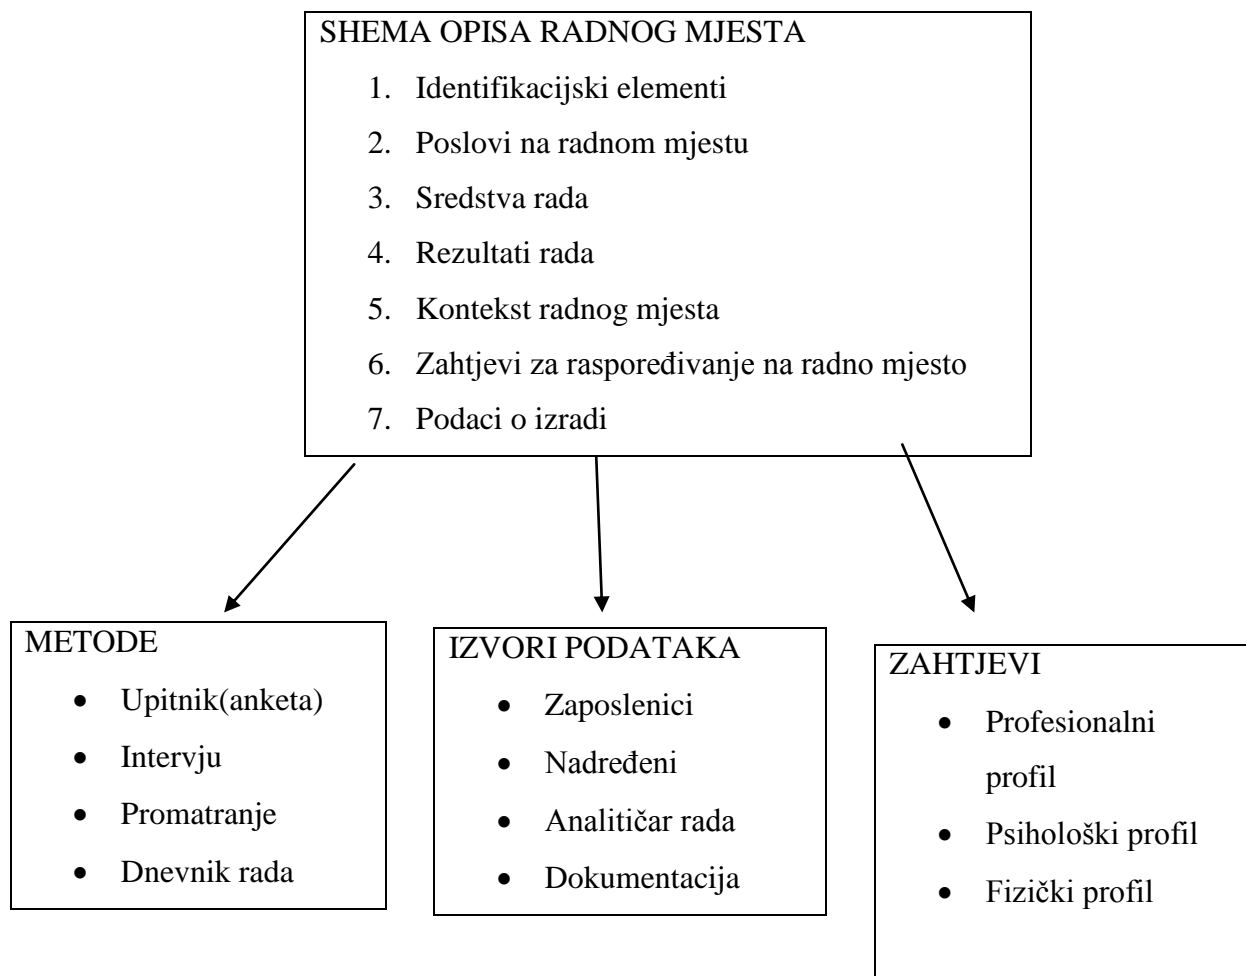 SHEMA OPISA RADNOG MJESTA
1. Identifikacijski elementi
2. Poslovi na radnom mjestu
3. Sredstva rada
4. Rezultati rada
5. Kontekst radnog mjesta
6. Zahtjevi za raspoređivanje na radno mjesto
7. Podaci o izradi
METODE
• Upitnik(anketa)
• Intervju
• Promatranje
• Dnevnik rada
IZVORI PODATAKA
• Zaposlenici
• Nadređeni
• Analitičar rada
• Dokumentacija
ZAHTJEVI
• Profesionalni
profil
• Psihološki profil
• Fizički profil